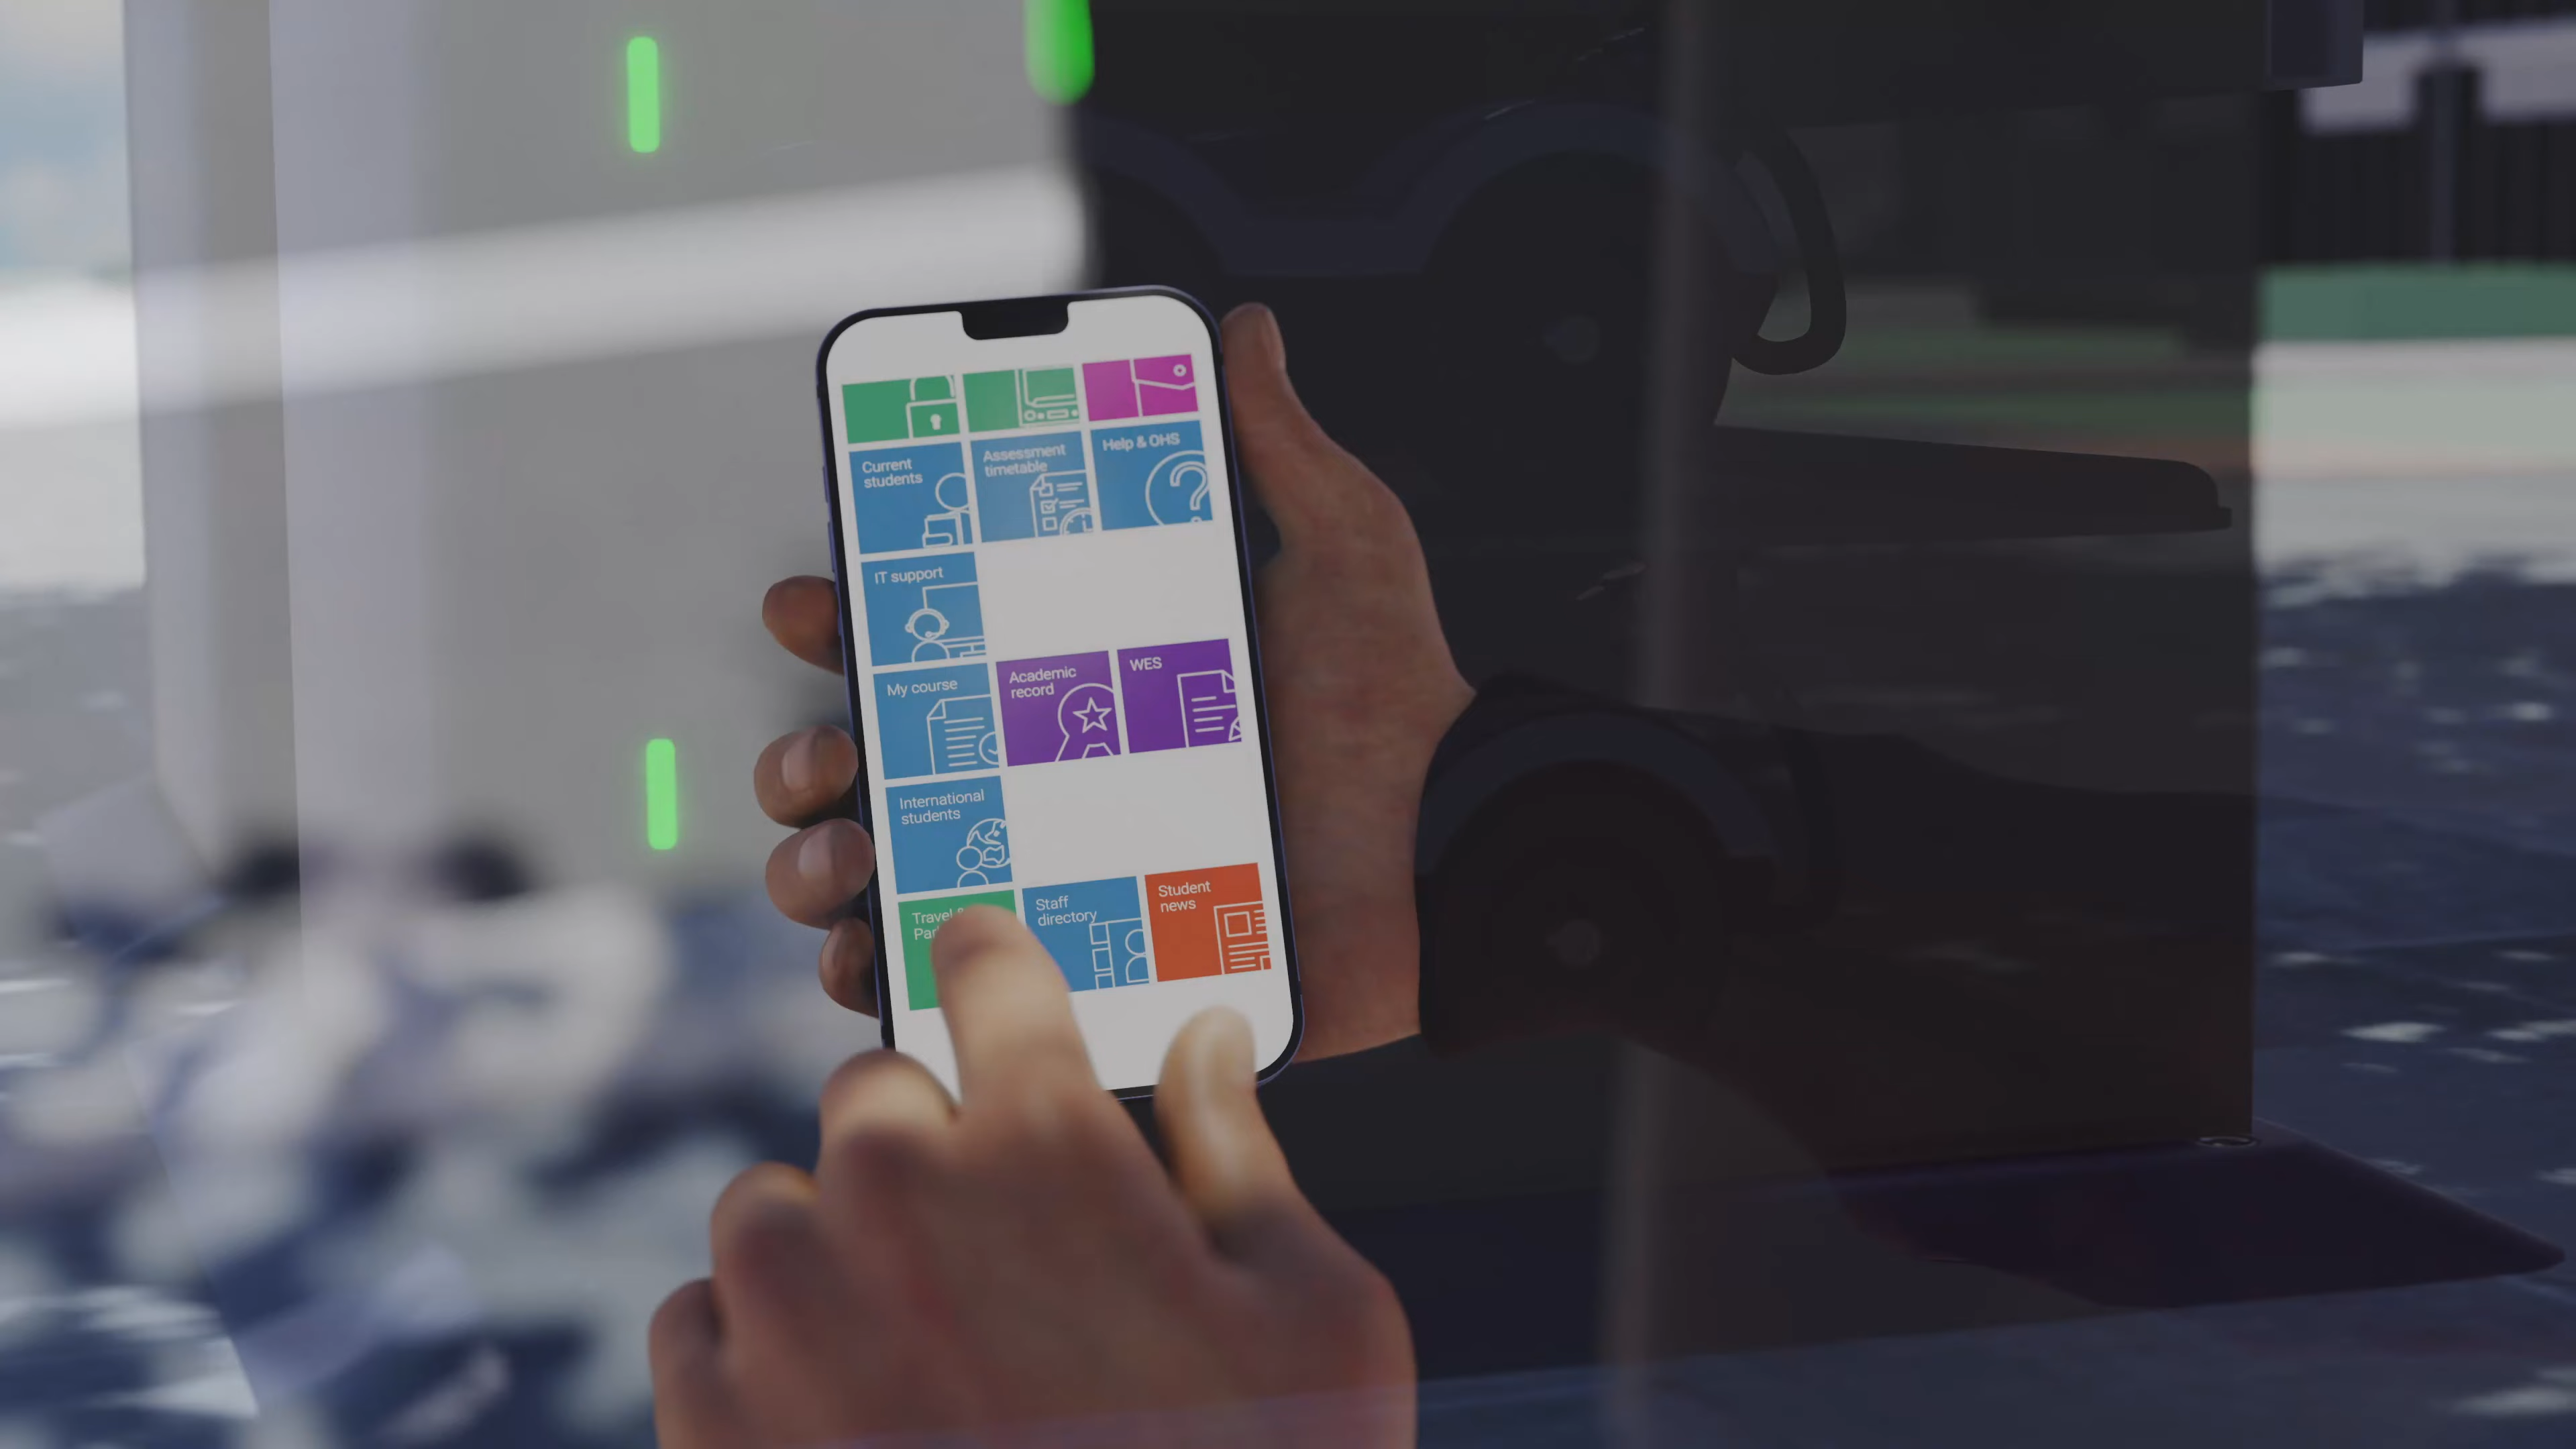 Current
students
Assessment
timetable
Help & OHS
IT support
My course
Academic
record
WES
International
students
Travel &
Staff
directory
Student
news